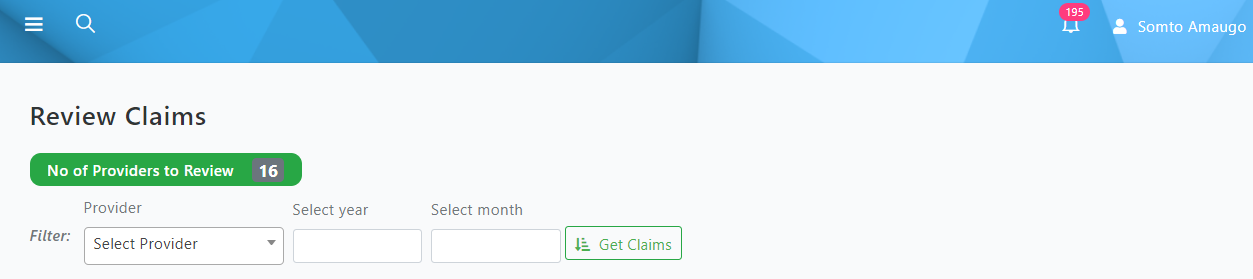 195
Somto Amaugo
Review Claims
No of Providers to Review 16
Provider
Select year
Select month
Filter:
Select Provider
Get Claims